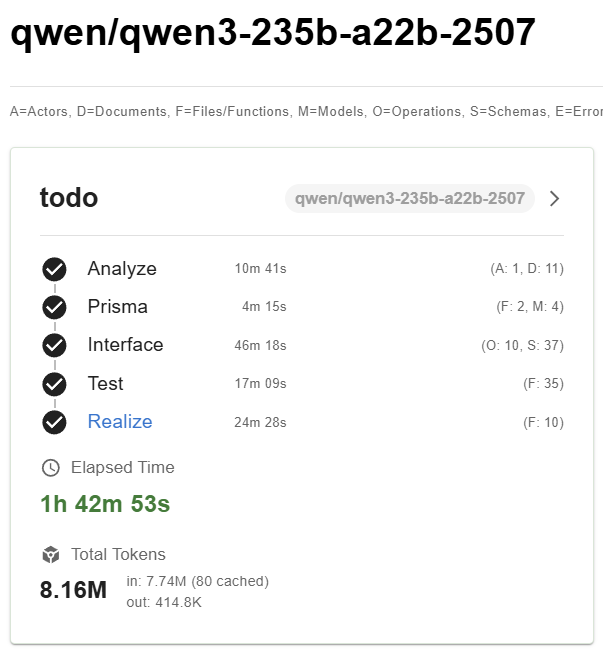 qwen/qwen3-235b-a22b-2507
A=Actors, D=Documents, F=Files/Functions, M=Models, O=Operations, S=Schemas, E=Error
todo qwen/qwen3-235b-a22b-2507
Analyze 10m 41s (A: 1, D: 11)
Prisma 4m 15s (F: 2, M: 4)
Interface 46m 18s (O: 10, S: 37)
Test 17m 09s (F: 35)
Realize 24m 28s (F: 10)
Elapsed Time
1h 42m 53s
Total Tokens
8.16M in: 7.74M (80 cached)
out: 414.8K